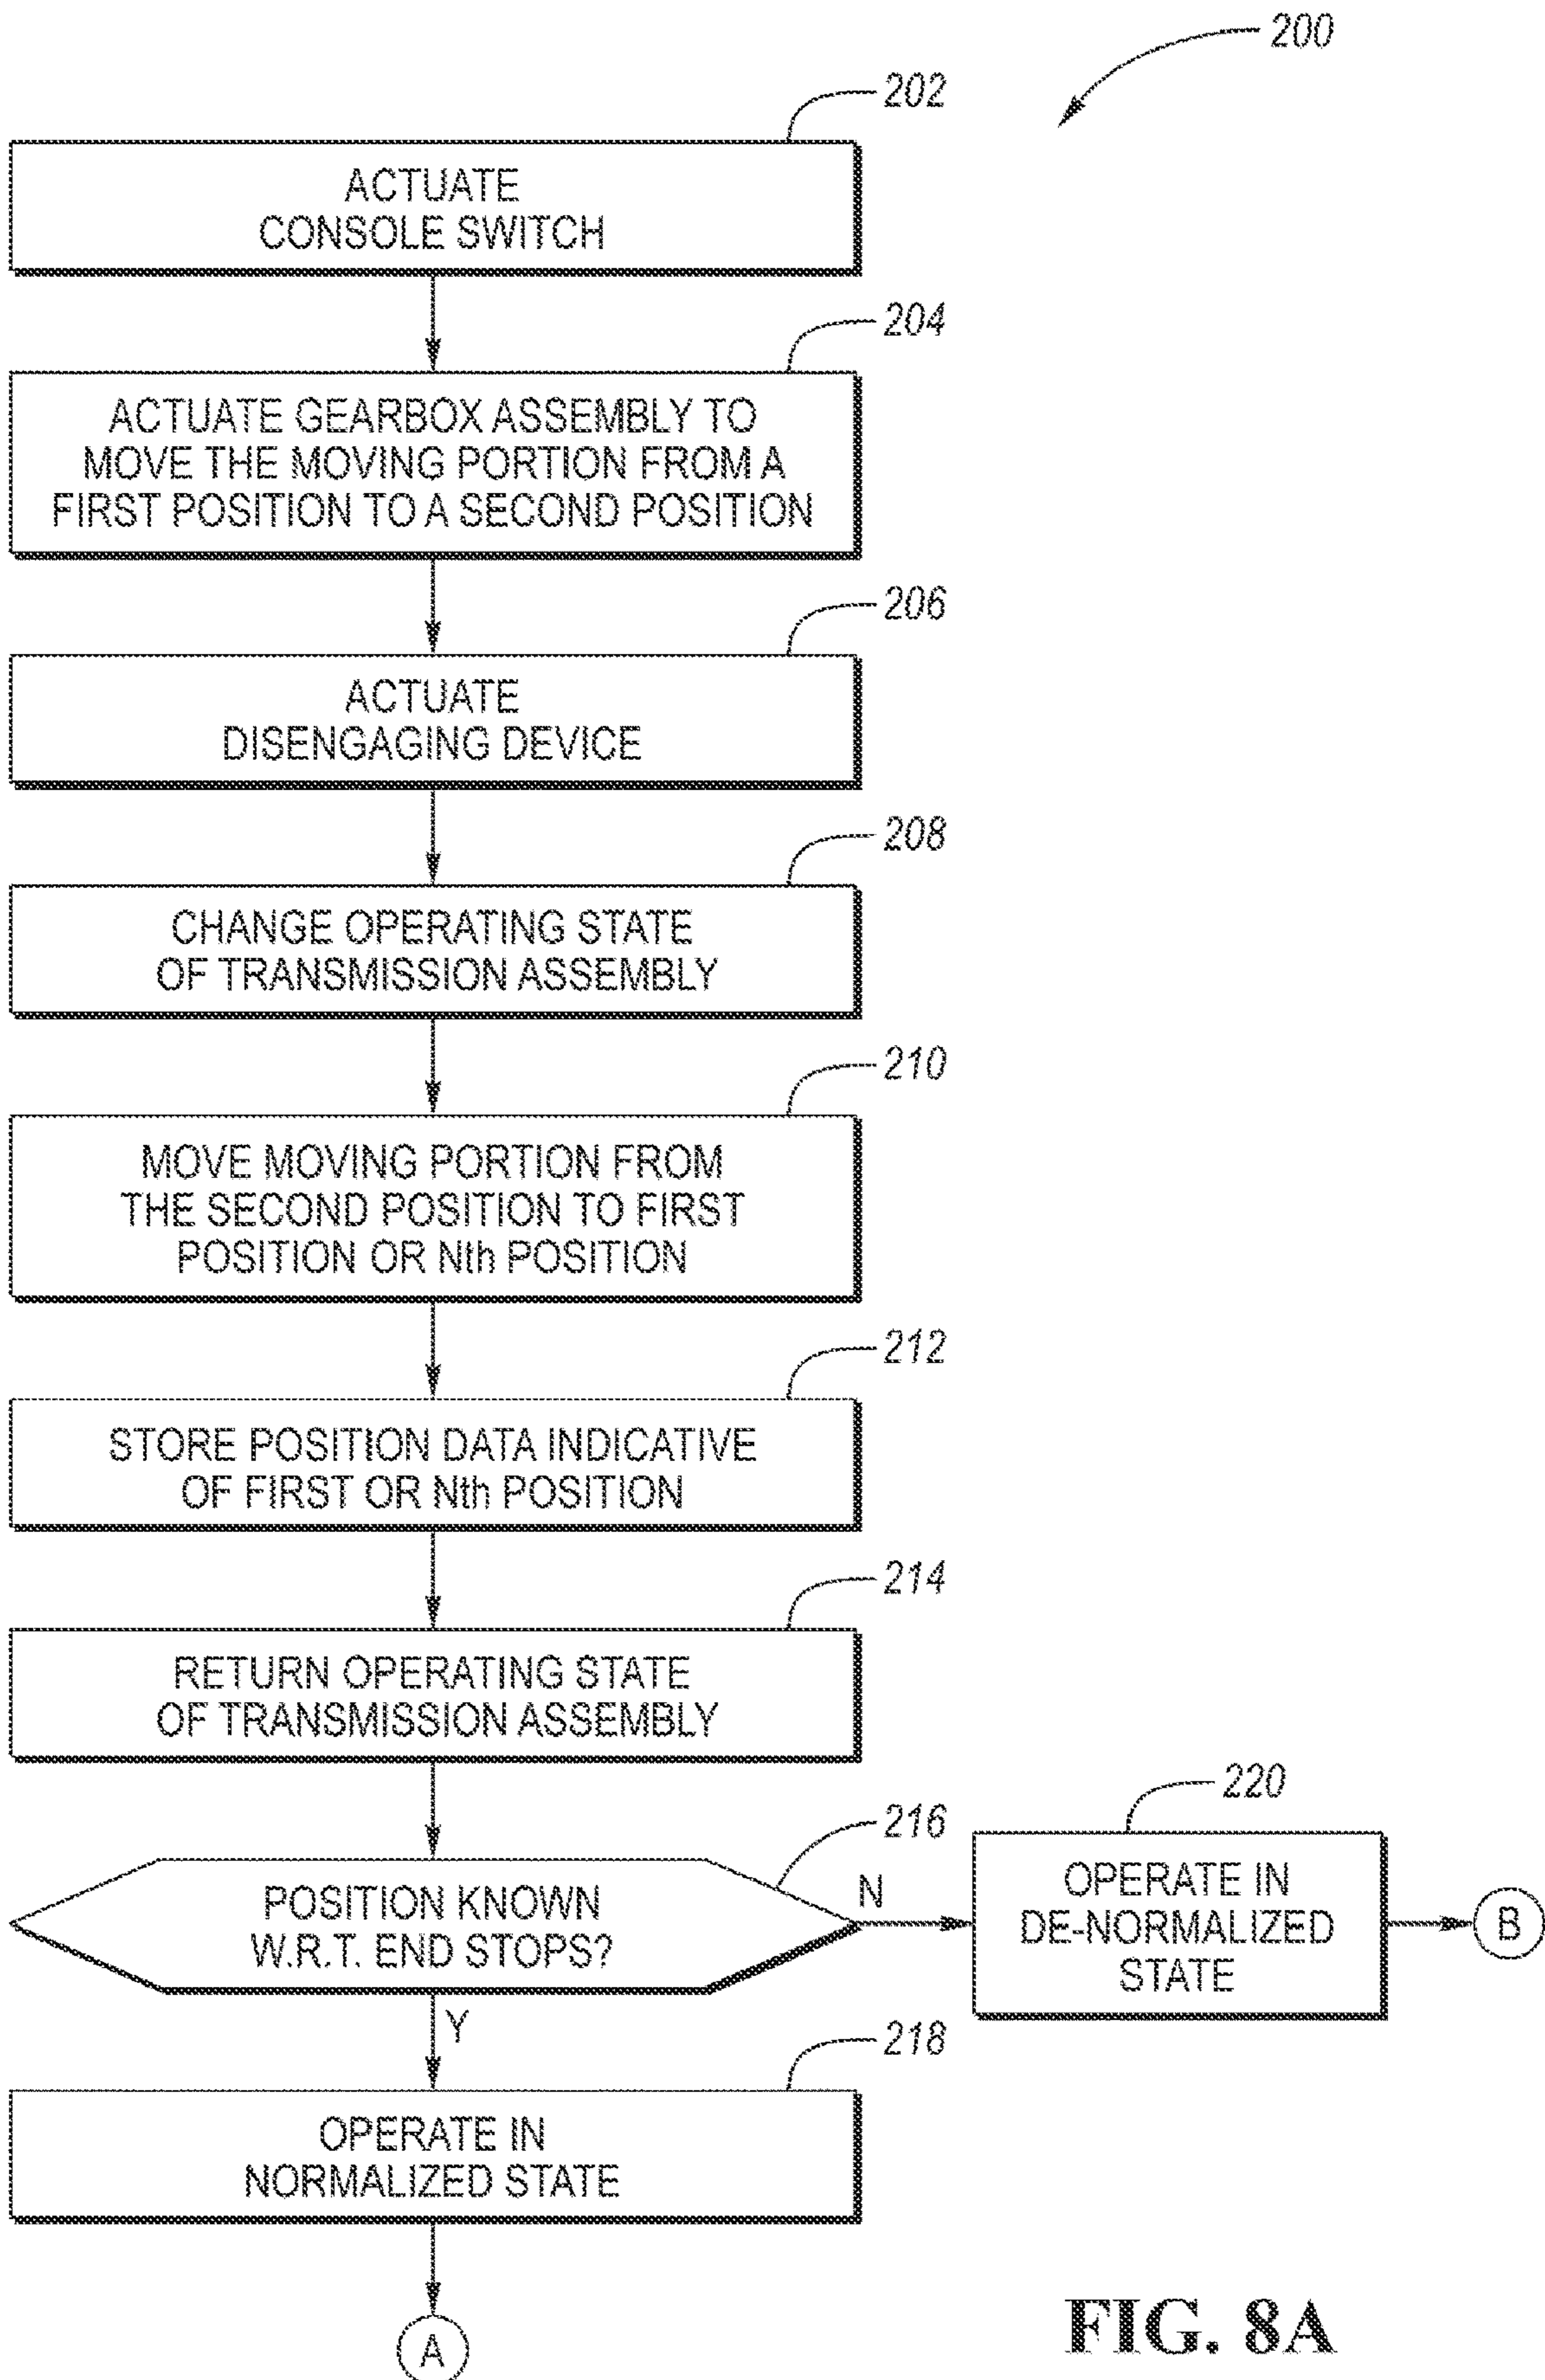 200
202
ACTUATE
CONSOLE SWITCH
204
ACTUATE GEARBOX ASSEMBLY TO
MOVE THE MOVING PORTION FROM A
FIRST POSITION TO A SECOND POSITION
206
ACTUATE
DISENGAGING DEVICE
208
CHANGE OPERATING STATE
OF TRANSMISSION ASSEMBLY
210
MOVE MOVING PORTION FROM
THE SECOND POSITION TO FIRST
POSITION OR Nth POSITION
212
STORE POSITION DATA INDICATIVE
OF FIRST OR Nth POSITION
214
RETURN OPERATING STATE
OF TRANSMISSION ASSEMBLY
216
POSITION KNOWN
W.R.T. END STOPS?
N
220
OPERATE IN
DE-NORMALIZED
STATE
B
Y
218
OPERATE IN
NORMALIZED STATE
A
FIG. 8A